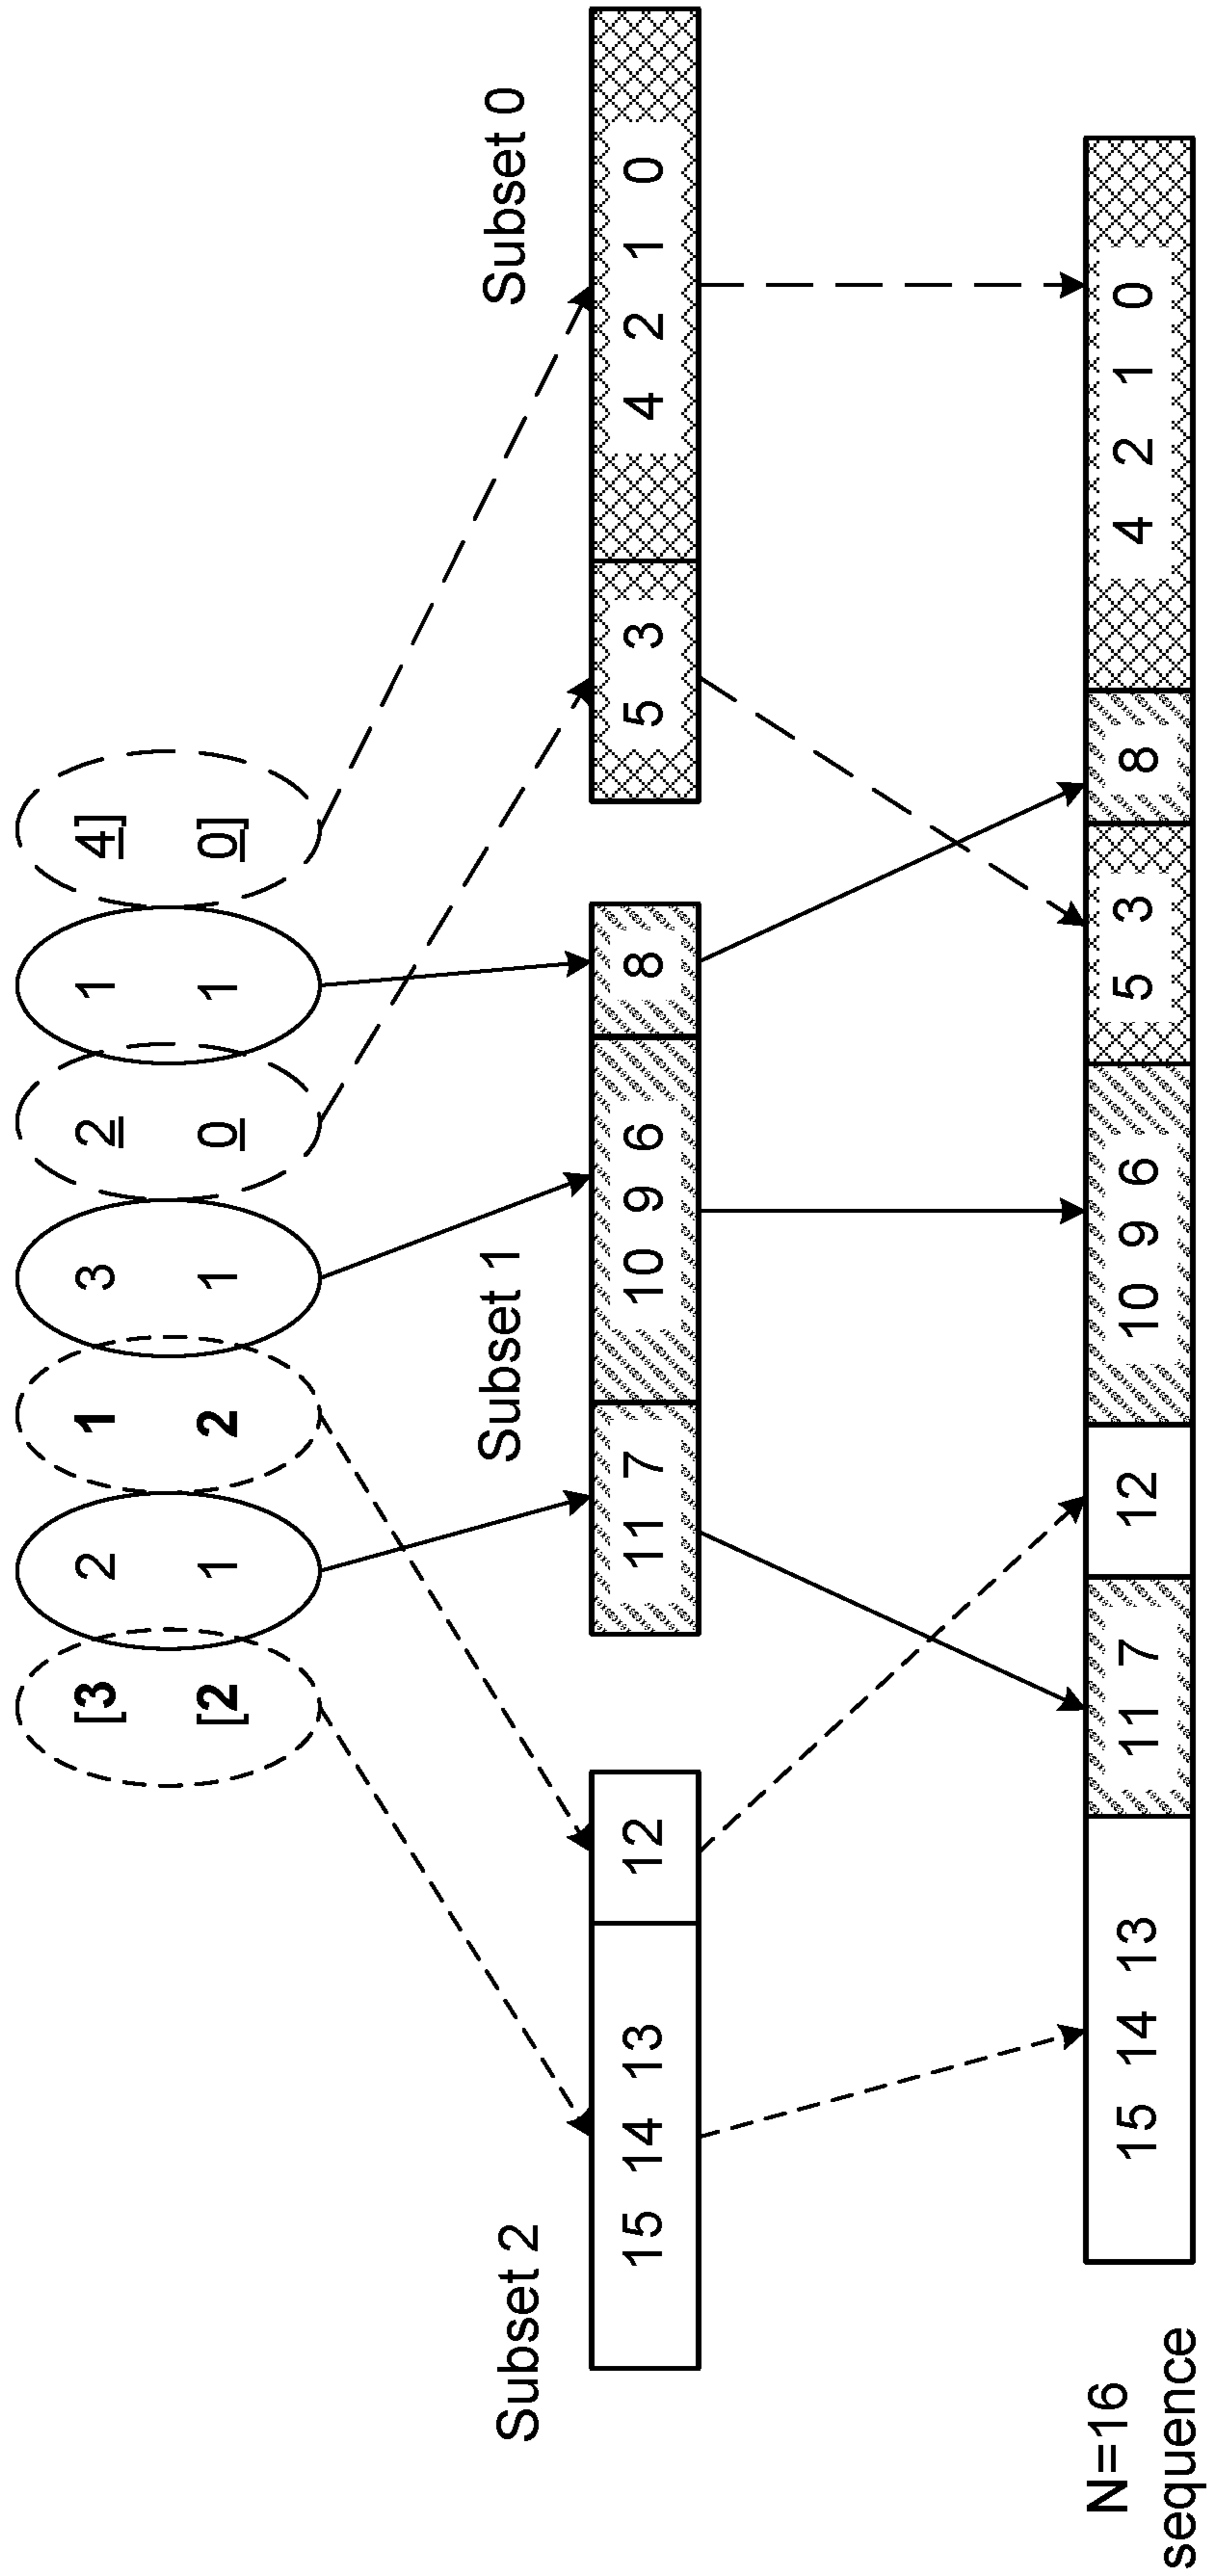 [3 2 1 3 2 1 4]
[2 1 2 1 0 1 0]
Subset 2
Subset 1
Subset 0
15 14 13 12
11 7 10 9 6 8
5 3 4 2 1 0
N=16
sequence
15 14 13 11 7 12 10 9 6 5 3 8 4 2 1 0